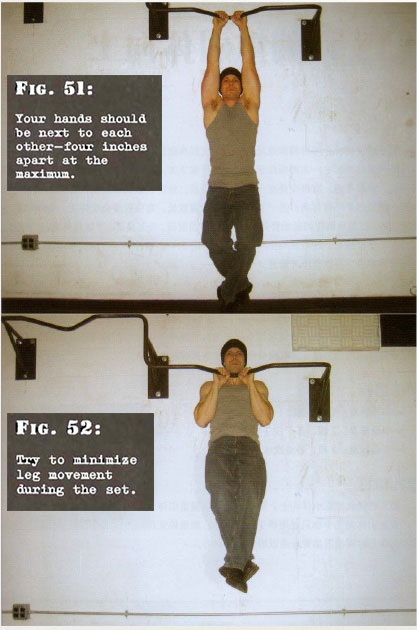 FIG. 51:
Your hands should
be next to each
other—four inches
apart at the
maximum.
FIG. 52:
Try to minimize
leg movement
during the set.